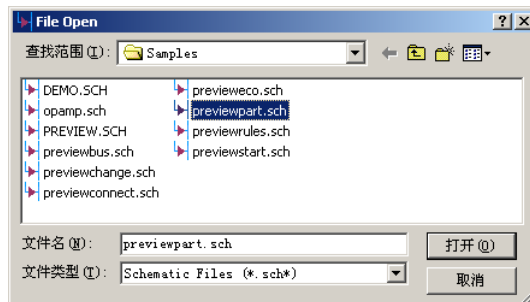 File Open
查找范围(I): Samples
DEMO.SCH
opamp.sch
PREVIEW.SCH
previewbus.sch
previewchange.sch
previewconnect.sch
previeweco.sch
previewpart.sch
previewrules.sch
previewstart.sch
文件名(N): previewpart.sch 打开(O)
文件类型(T): Schematic Files (*.sch*) 取消